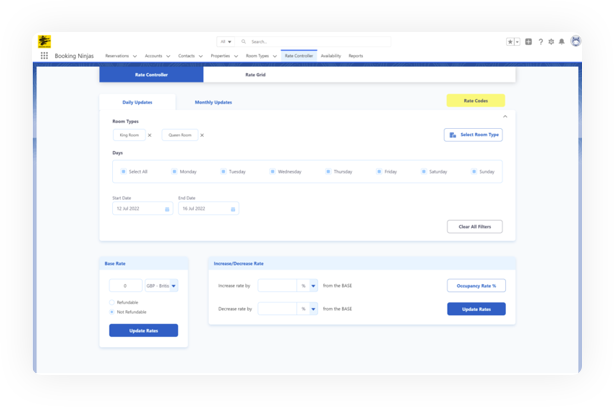 All Search...
Booking Ninjas Reservations Accounts Contacts Properties Room Types Rate Controller Availability Reports
Rate Controller Rate Grid
Daily Updates Monthly Updates Rate Codes
Room Types
King Room Queen Room Select Room Type
Days
Select All Monday Tuesday Wednesday Thursday Friday Saturday Sunday
Start Date End Date
12 Jul 2022 16 Jul 2022
Clear All Filters
Base Rate Increase/Decrease Rate
0 GBP - Britis Increase rate by % from the BASE Occupancy Rate %
Refundable
Not Refundable Decrease rate by % from the BASE Update Rates
Update Rates